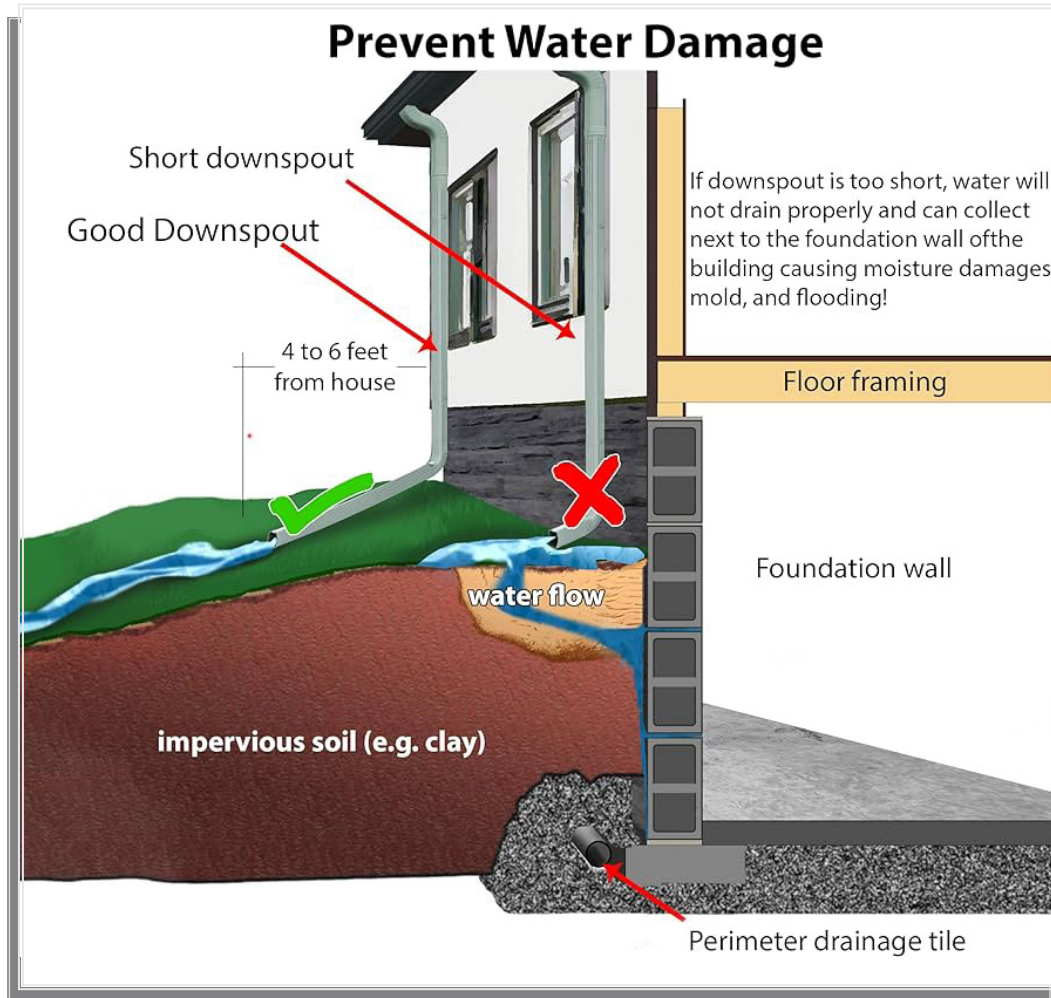 Prevent Water Damage
Short downspout
Good Downspout
If downspout is too short, water will
not drain properly and can collect
next to the foundation wall ofthe
building causing moisture damages
mold, and flooding!
4 to 6 feet
from house
Floor framing
Foundation wall
water flow
impervious soil (e.g. clay)
Perimeter drainage tile